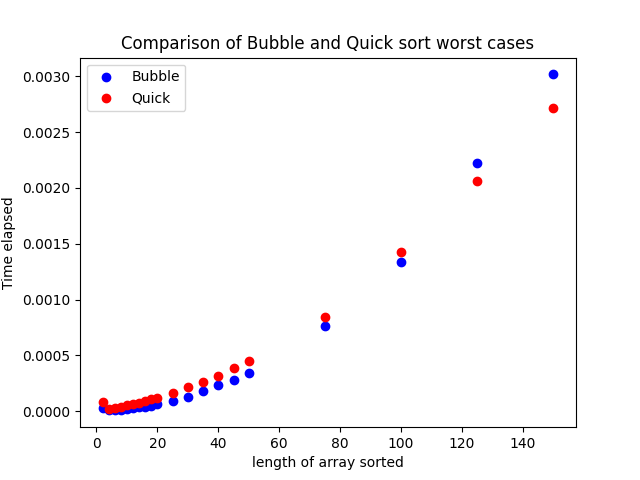 Comparison of Bubble and Quick sort worst cases
Bubble
Quick
0.0030
0.0025
0.0020
0.0015
0.0010
0.0005
0.0000
Time elapsed
0 20 40 60 80 100 120 140
length of array sorted